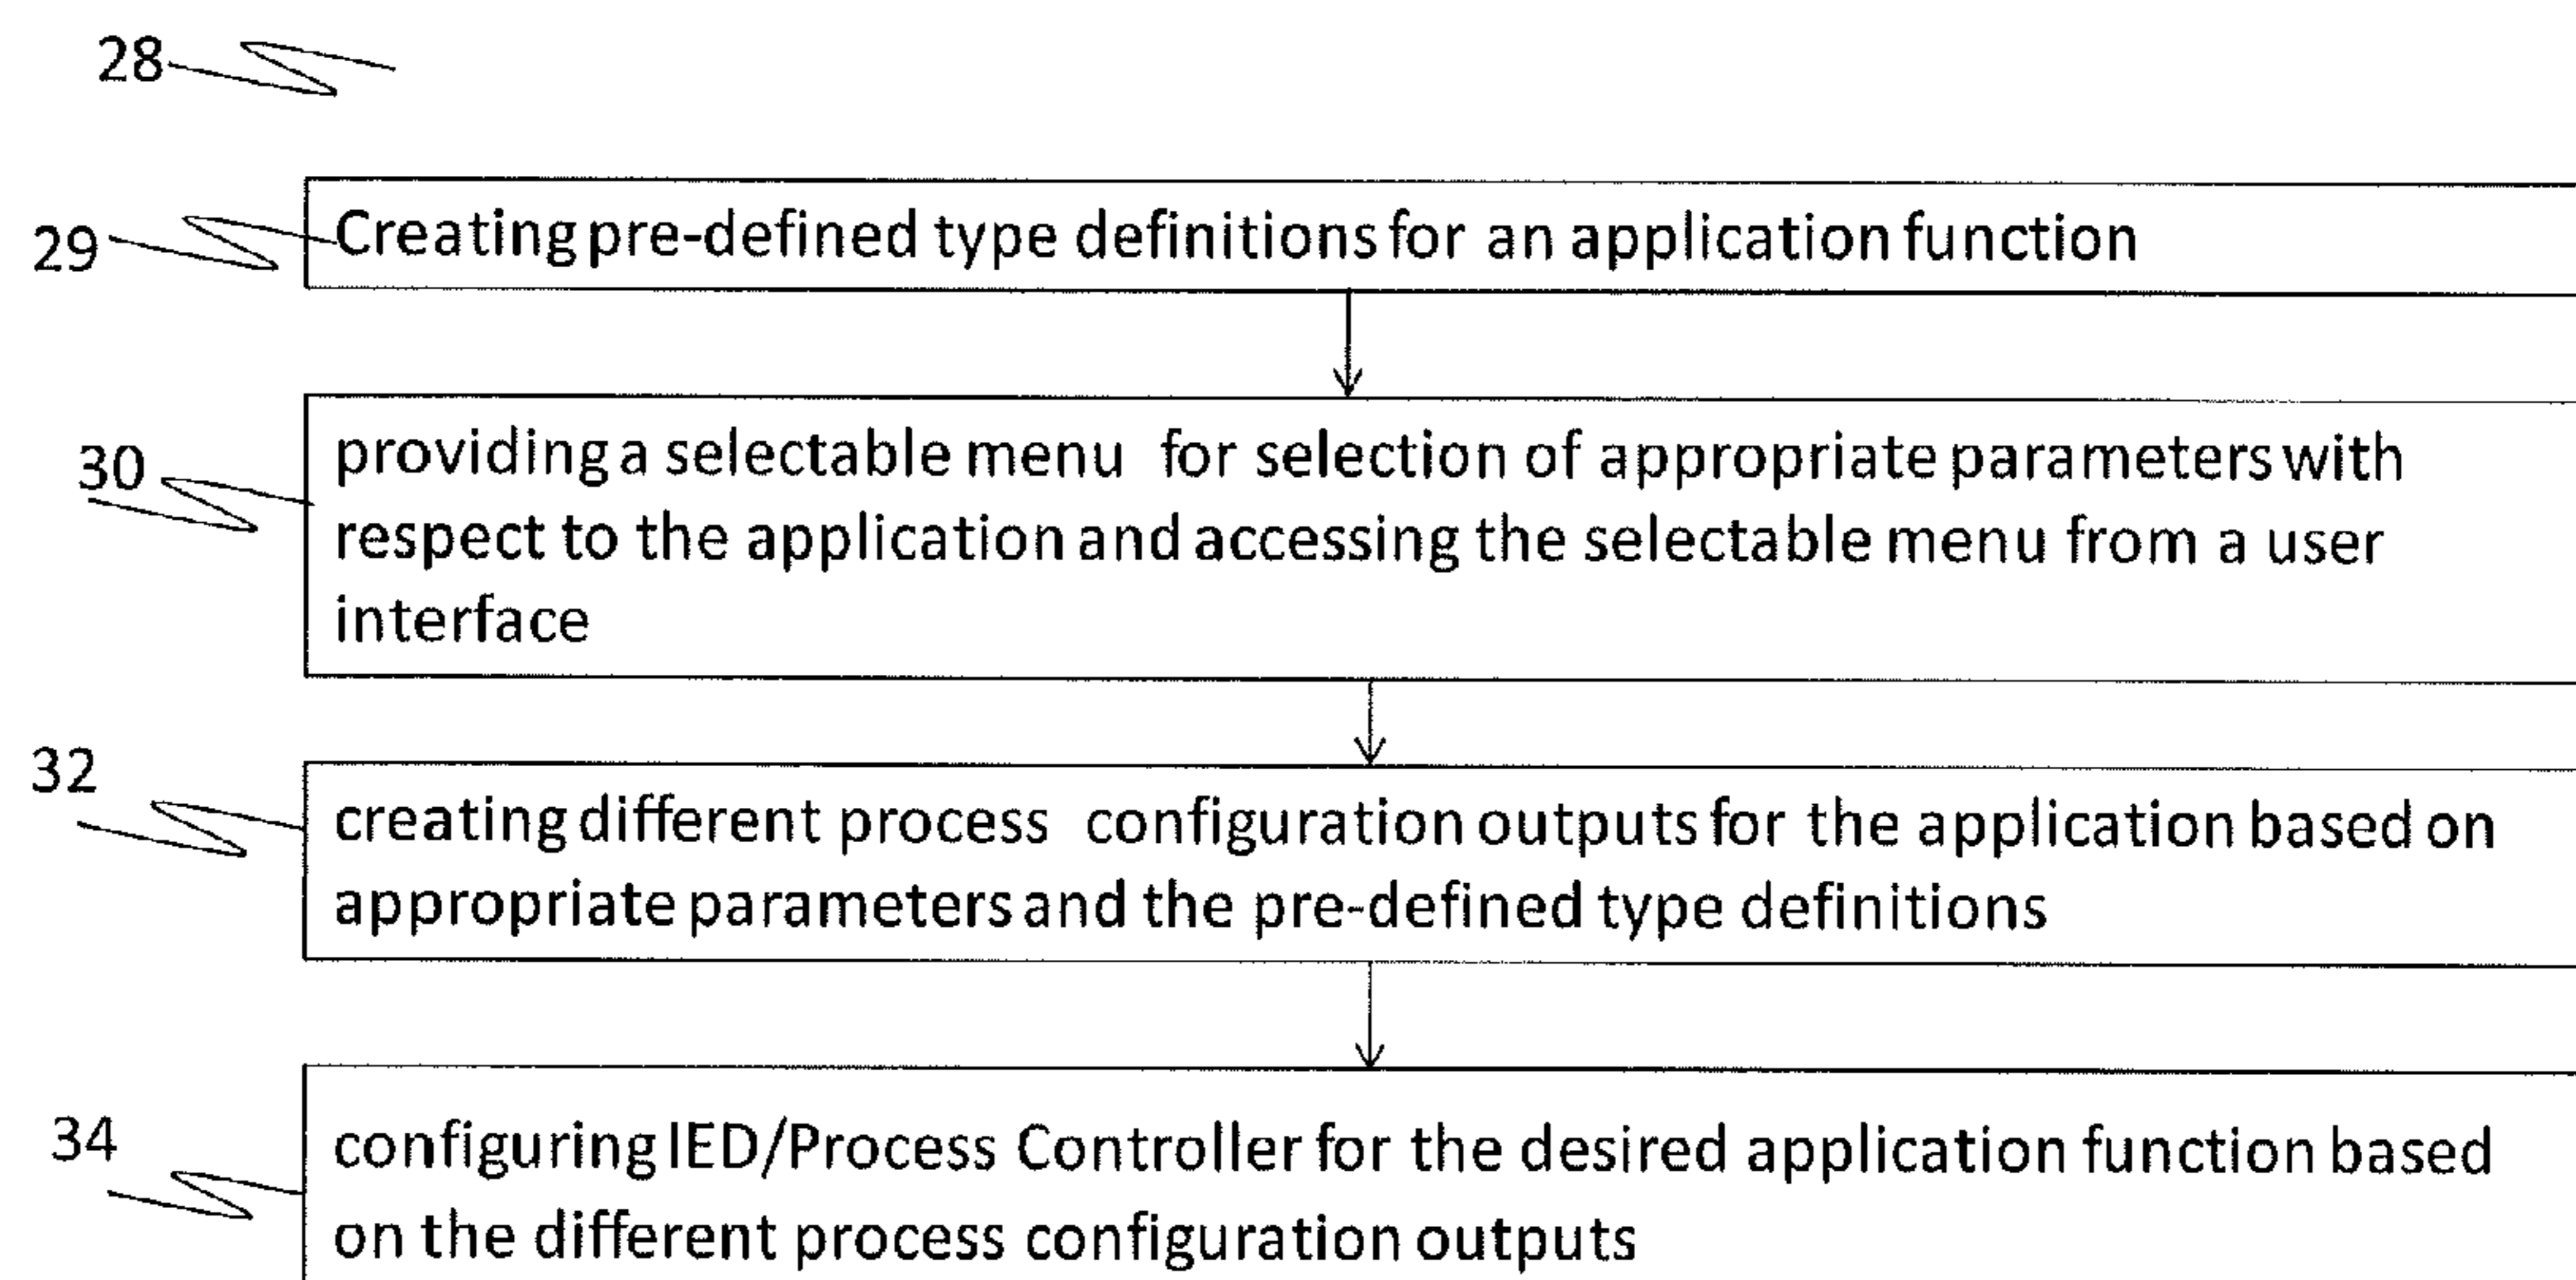 28
29
Creating pre-defined type definitions for an application function
30
providing a selectable menu for selection of appropriate parameters with
respect to the application and accessing the selectable menu from a user
interface
32
creating different process configuration outputs for the application based on
appropriate parameters and the pre-defined type definitions
34
configuring IED/Process Controller for the desired application function based
on the different process configuration outputs